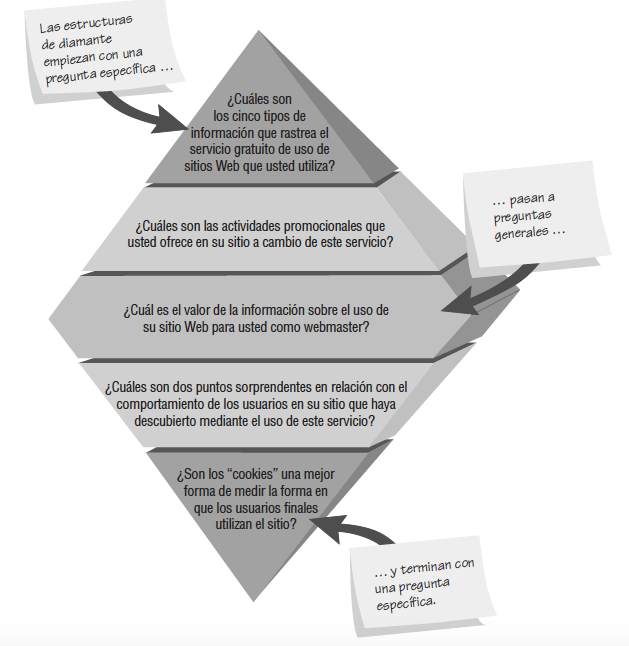 Las estructuras
de diamante
empiezan con una
pregunta específica …
¿Cuáles son
los cinco tipos de
información que rastrea el
servicio gratuito de uso de
sitios Web que usted utiliza?
… pasan a
preguntas
generales …
¿Cuáles son las actividades promocionales que
usted ofrece en su sitio a cambio de este servicio?
¿Cuál es el valor de la información sobre el uso de
su sitio Web para usted como webmaster?
¿Cuáles son dos puntos sorprendentes en relación con el
comportamiento de los usuarios en su sitio que haya
descubierto mediante el uso de este servicio?
¿Son los “cookies” una mejor
forma de medir la forma en
que los usuarios finales
utilizan el sitio?
… y terminan con
una pregunta
específica.